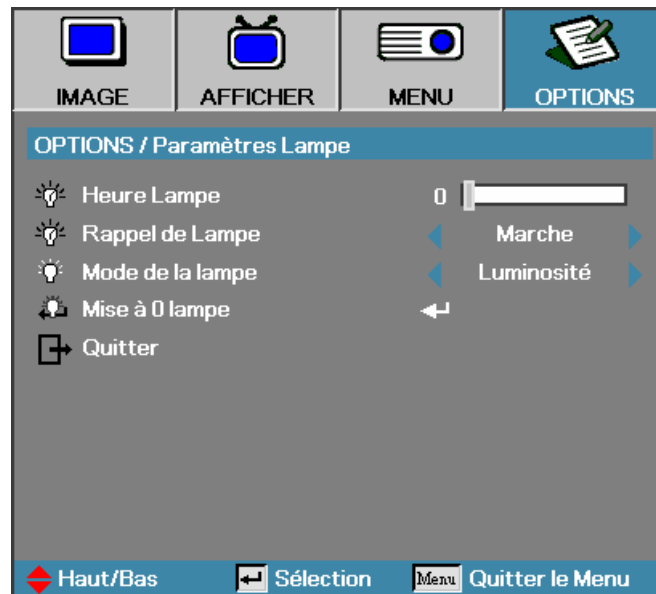 IMAGE AFFICHER MENU OPTIONS
OPTIONS / Paramètres Lampe
Heure Lampe 0
Rappel de Lampe Marche
Mode de la lampe Luminosité
Mise à 0 lampe
Quitter
Haut/Bas Sélection Menu Quitter le Menu